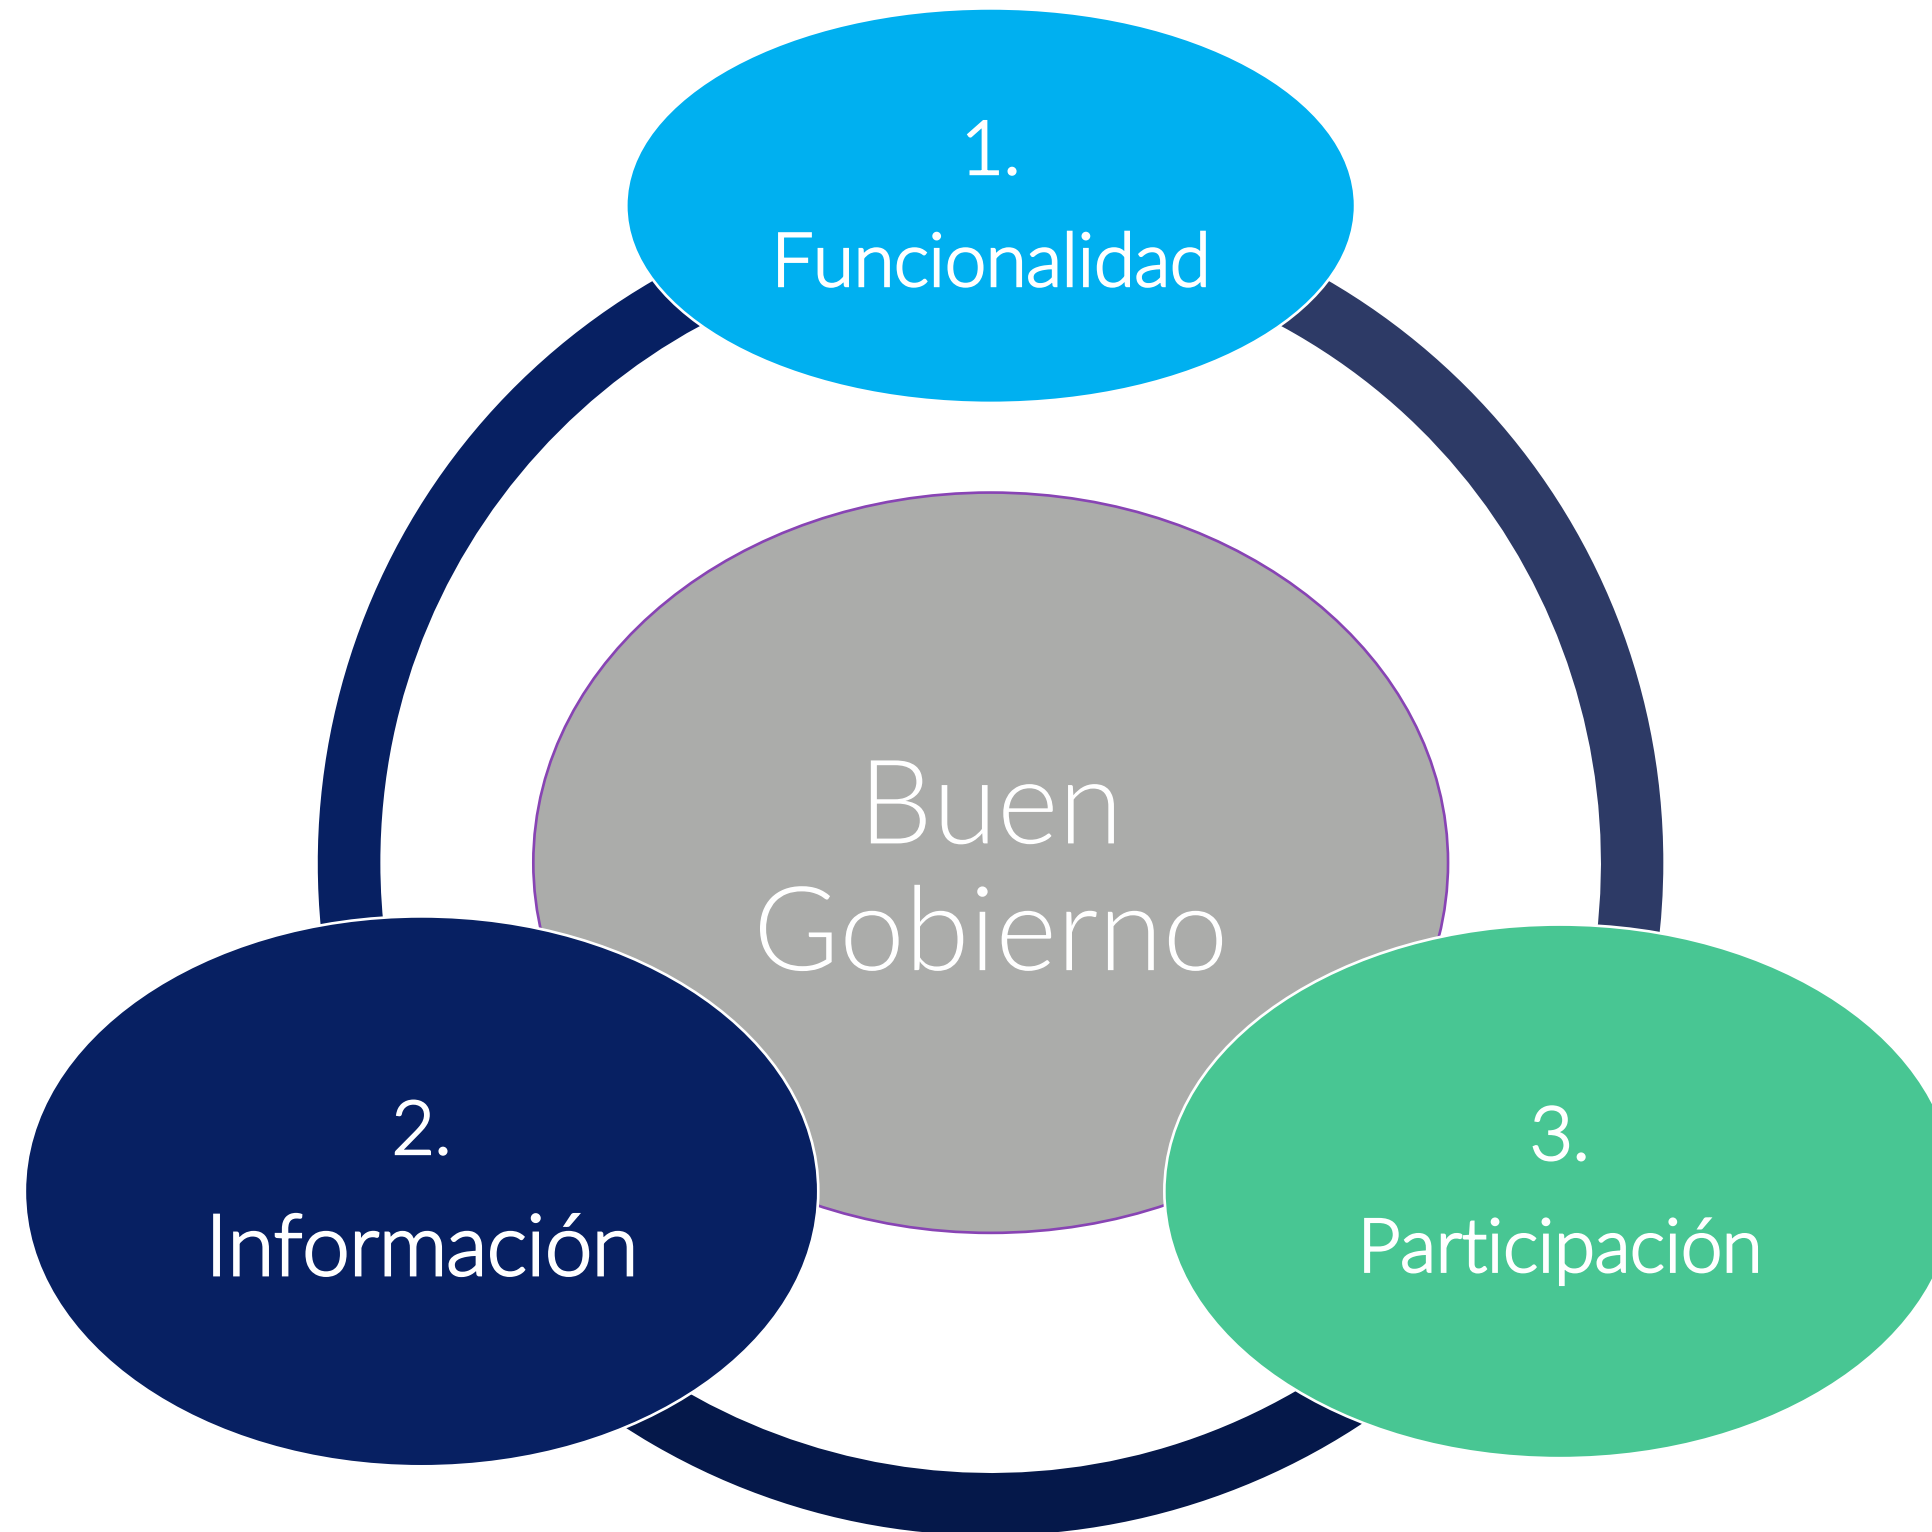 1.
Funcionalidad
Buen
Gobierno
2.
Información
3.
Participación